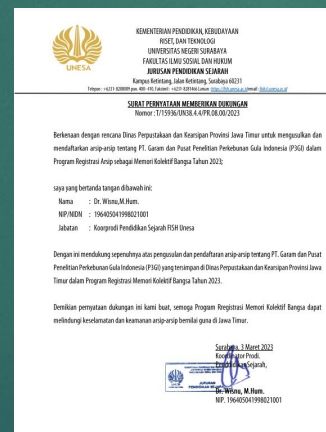 KEMENTERIAN PENDIDIKAN, KEBUDAYAAN
RISET, DAN TEKNOLOGI
UNIVERSITAS NEGERI SURABAYA
FAKULTAS ILMU SOSIAL DAN HUKUM
JURUSAN PENDIDIKAN SEJARAH
Kampus Ketintang, Jalan Ketintang, Surabaya 60231
UNESA
SURAT PERNYATAAN MEMBERIKAN DUKUNGAN
Nomor : T/15936/UN38.4.4/PR.08.00/2023
Berkenaan dengan rencana Dinas Perpustakaan dan Kearsipan Provinsi Jawa Timur untuk mengusulkan dan
mendaftarkan arsip-arsip tentang PT. Garam dan Pusat Penelitian Perkebunan Gula Indonesia (P3GI) dalam
Program Registrasi Arsip sebagai Memori Kolektif Bangsa Tahun 2023;
saya yang bertanda tangan dibawah ini:
Nama : Dr. Wisnu,M.Hum.
NIP/NIDN : 196405041998021001
Jabatan : Koorprodi Pendidikan Sejarah FISH Unesa
Dengan ini mendukung sepenuhnya atas pengusulan dan pendaftaran arsip-arsip tentang PT. Garam dan Pusat
Penelitian Perkebunan Gula Indonesia (P3GI) yang tersimpan di Dinas Perpustakaan dan Kearsipan Provinsi Jawa
Timur dalam Program Registrasi Memori Kolektif Bangsa Tahun 2023.
Demikian pernyataan dukungan ini kami buat, semoga Program Rregistrasi Memori Kolektif Bangsa dapat
melindungi keselamatan dan keamanan arsip-arsip bernilai guna di Jawa Timur.
Surabaya, 3 Maret 2023
Koordinator Prodi.
Pendidikan Sejarah,
JURUSAN
PENDIDIKAN SEJARAH
Dr. Wisnu, M.Hum.
NIP. 196405041998021001